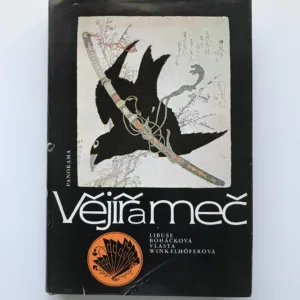 PANORAMA
Vějíř a meč
LIBUŠE
BOHÁČKOVÁ
VLASTA
WINKELHÖFEROVÁ